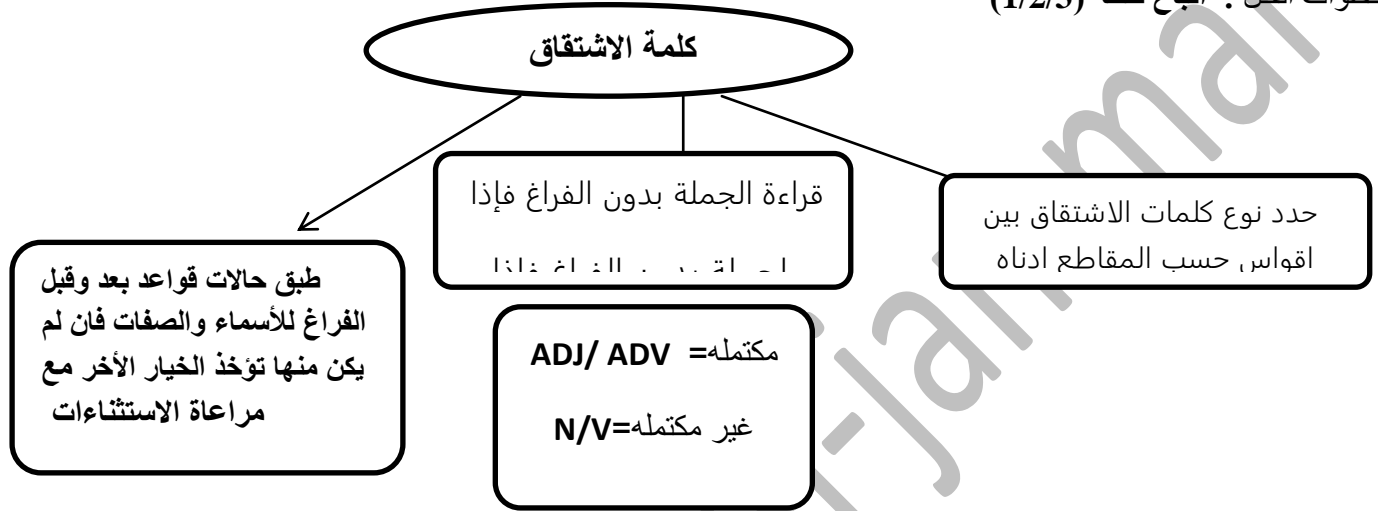 (1/2/3)
كلمة الاشتقاق
حدد نوع كلمات الاشتقاق بين
اقواس حسب المقاطع ادناه
قراءة الجملة بدون الفراغ فإذا
مكتمله= ADJ/ ADV
غير مكتمله=N/V
طبق حالات قواعد بعد وقبل
الفراغ للأسماء والصفات فان لم
يكن منها تؤخذ الخيار الأخر مع
مراعاة الاستثناءات